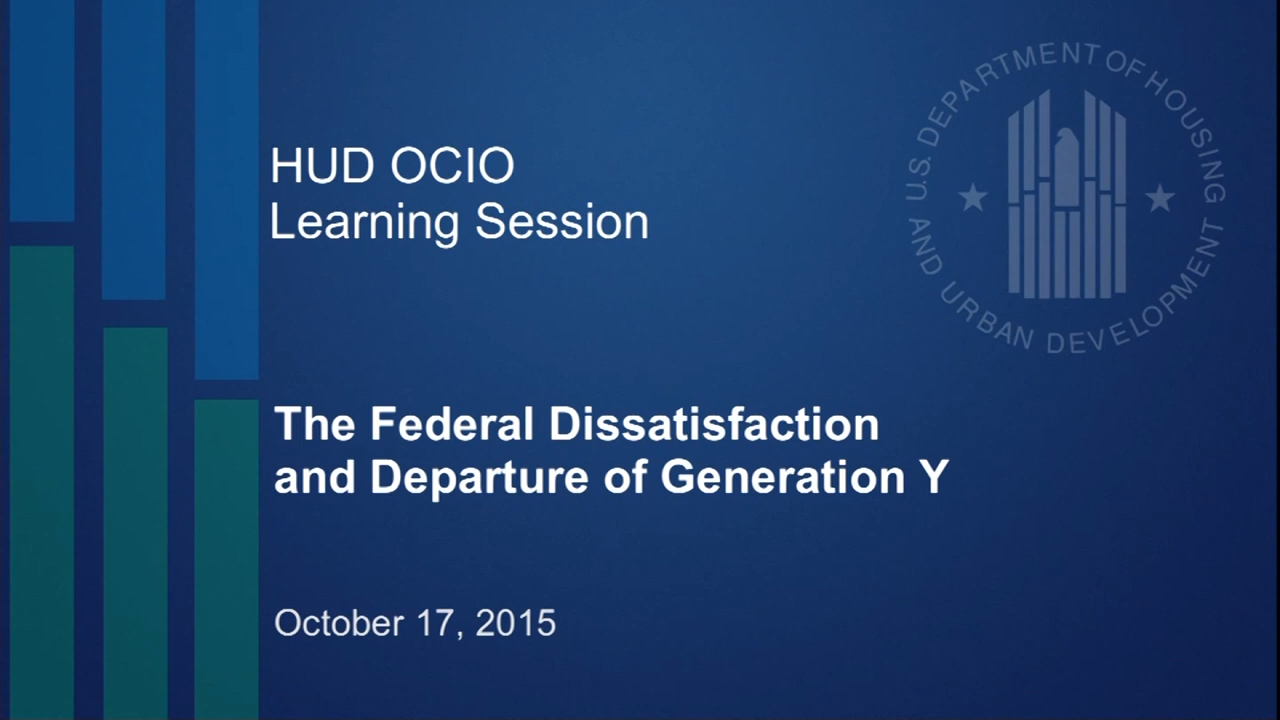 HUD OCIO
Learning Session
U.S. DEPARTMENT OF HOUSING
AND URBAN DEVELOPMENT
The Federal Dissatisfaction
and Departure of Generation Y
October 17, 2015